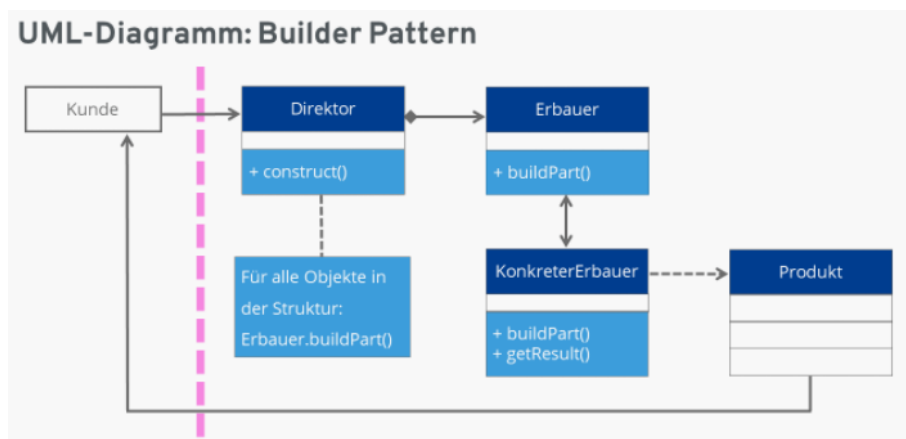 UML-Diagramm: Builder Pattern
Kunde
Direktor
+ construct()
Erbauer
+ buildPart()
Für alle Objekte in
der Struktur:
Erbauer.buildPart()
KonkreterErbauer
+ buildPart()
+ getResult()
Produkt